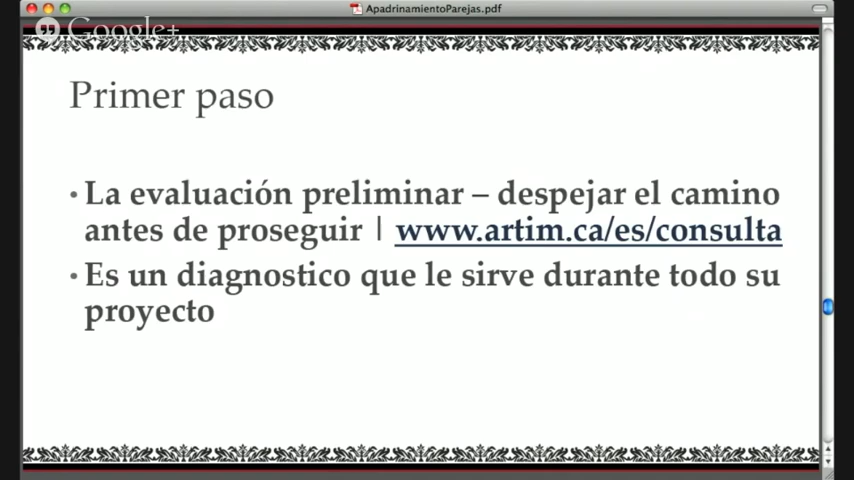 ApadrinamientoParejas.pdf
Google+
Primer paso
• La evaluación preliminar – despejar el camino
antes de proseguir | www.artim.ca/es/consulta
• Es un diagnostico que le sirve durante todo su
proyecto